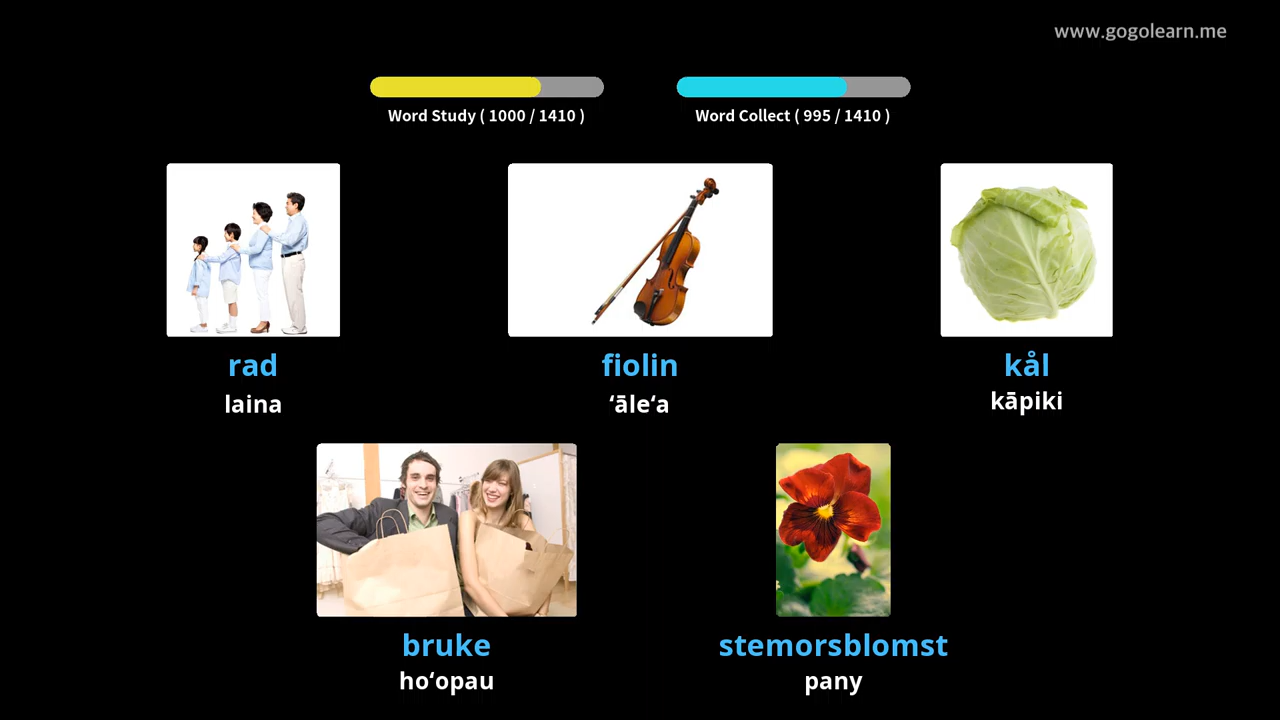 www.gogolearn.me
Word Study ( 1000 / 1410 )
Word Collect ( 995 / 1410 )
rad
laina
fiolin
ʻāleʻa
kål
kāpiki
bruke
hoʻopau
stemorsblomst
pany